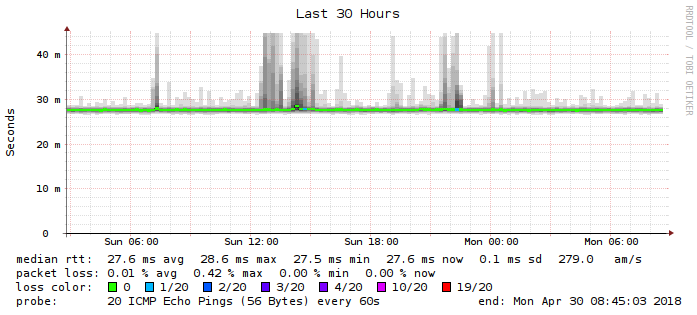 Last 30 Hours
RRDTOOL / TOBI OETIKER
Seconds
40 m
30 m
20 m
10 m
0
Sun 06:00 Sun 12:00 Sun 18:00 Mon 00:00 Mon 06:00
median rtt: 27.6 ms avg 28.6 ms max 27.5 ms min 27.6 ms now 0.1 ms sd 279.0 am/s
packet loss: 0.01 % avg 0.42 % max 0.00 % min 0.00 % now
loss color: 0 1/20 2/20 3/20 4/20 10/20 19/20
probe: 20 ICMP Echo Pings (56 Bytes) every 60s end: Mon Apr 30 08:45:03 2018